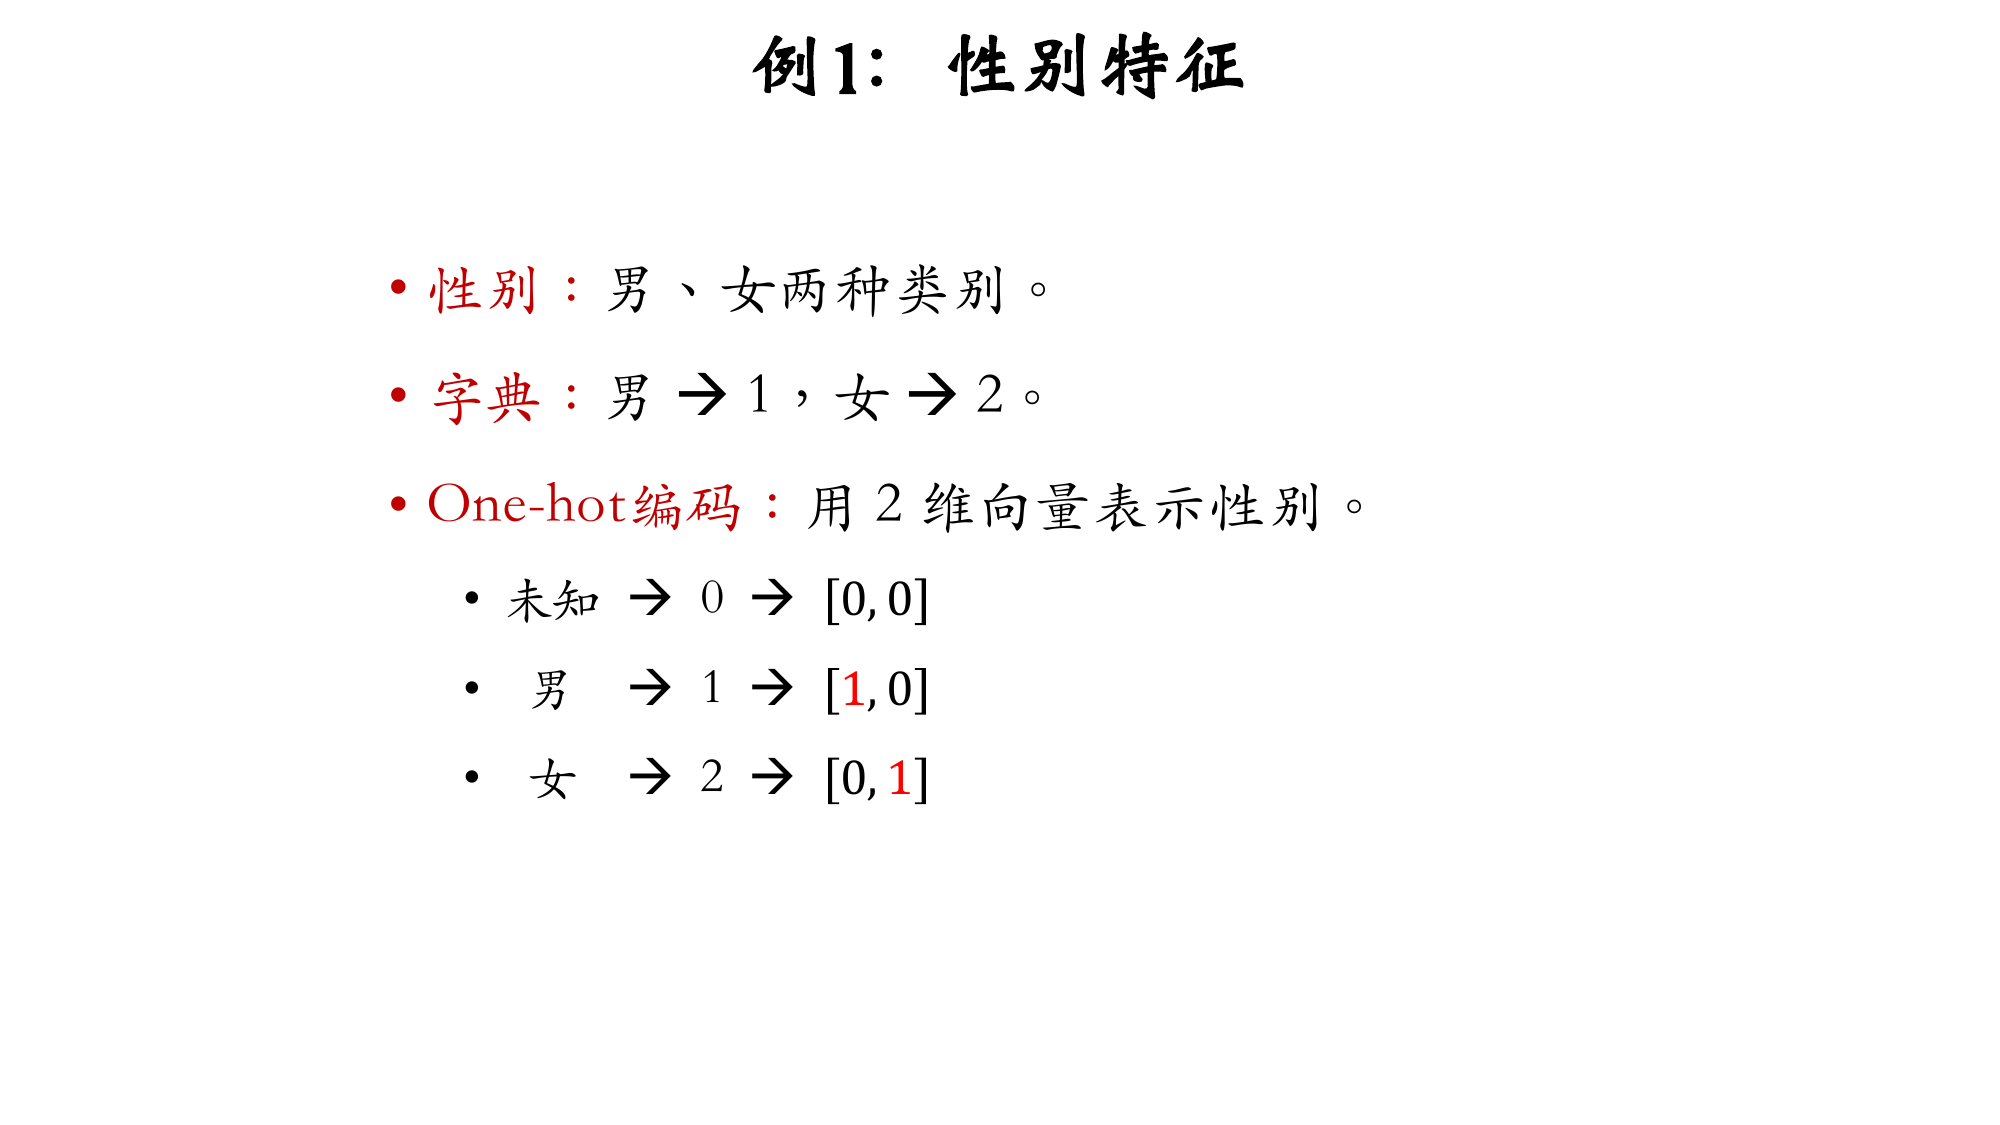 例1： 性别特征
• 性别：男、女两种类别。
• 字典：男 → 1，女 → 2。
• One-hot编码：用 2 维向量表示性别。
• 未知 → 0 → [0, 0]
• 男 → 1 → [1, 0]
• 女 → 2 → [0, 1]